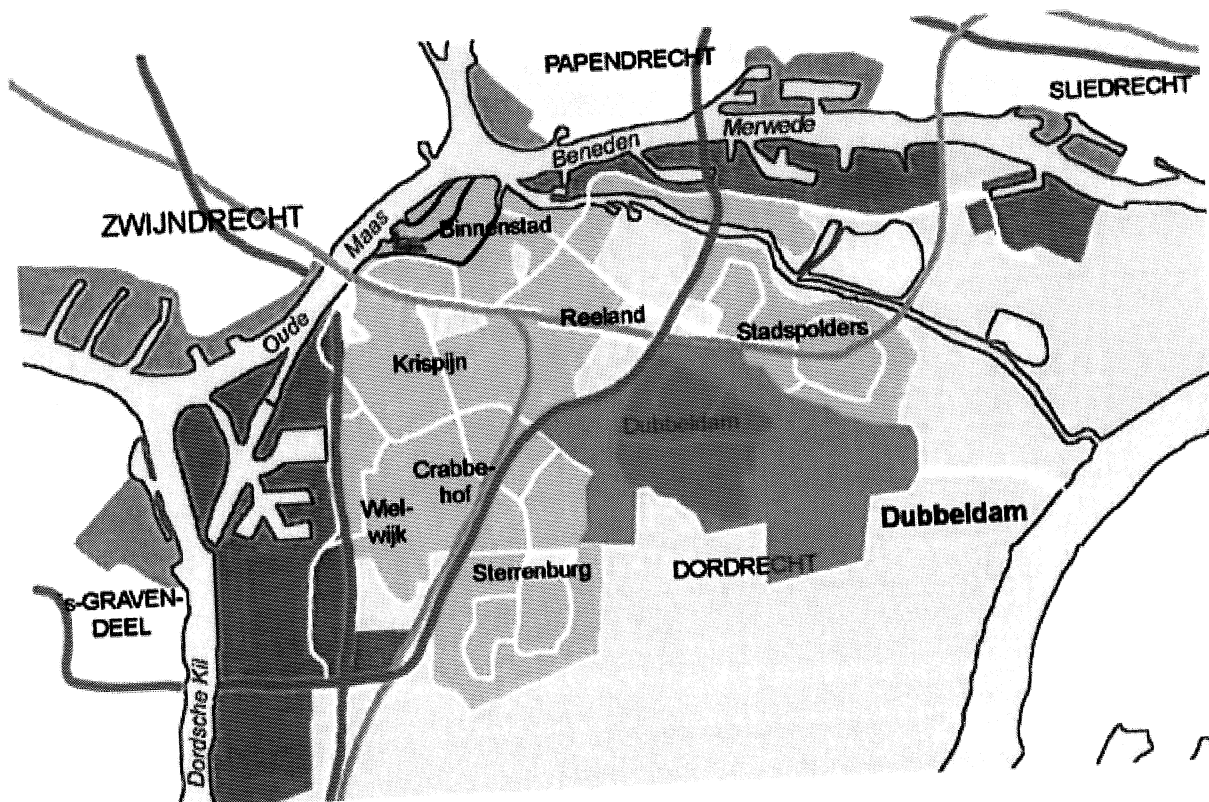 PAPENDRECHT
SLIEDRECHT
Merwede
Beneden
ZWIJNDRECHT
Maas
Binnenstad
Oude
Reeland
Stadspolders
Krispijn
Dubbeldam
Crabbe-
hof
Wiel-
wijk
Dubbeldam
Sterrenburg
DORDRECHT
's-GRAVEN-
DEEL
Dordsche Kil